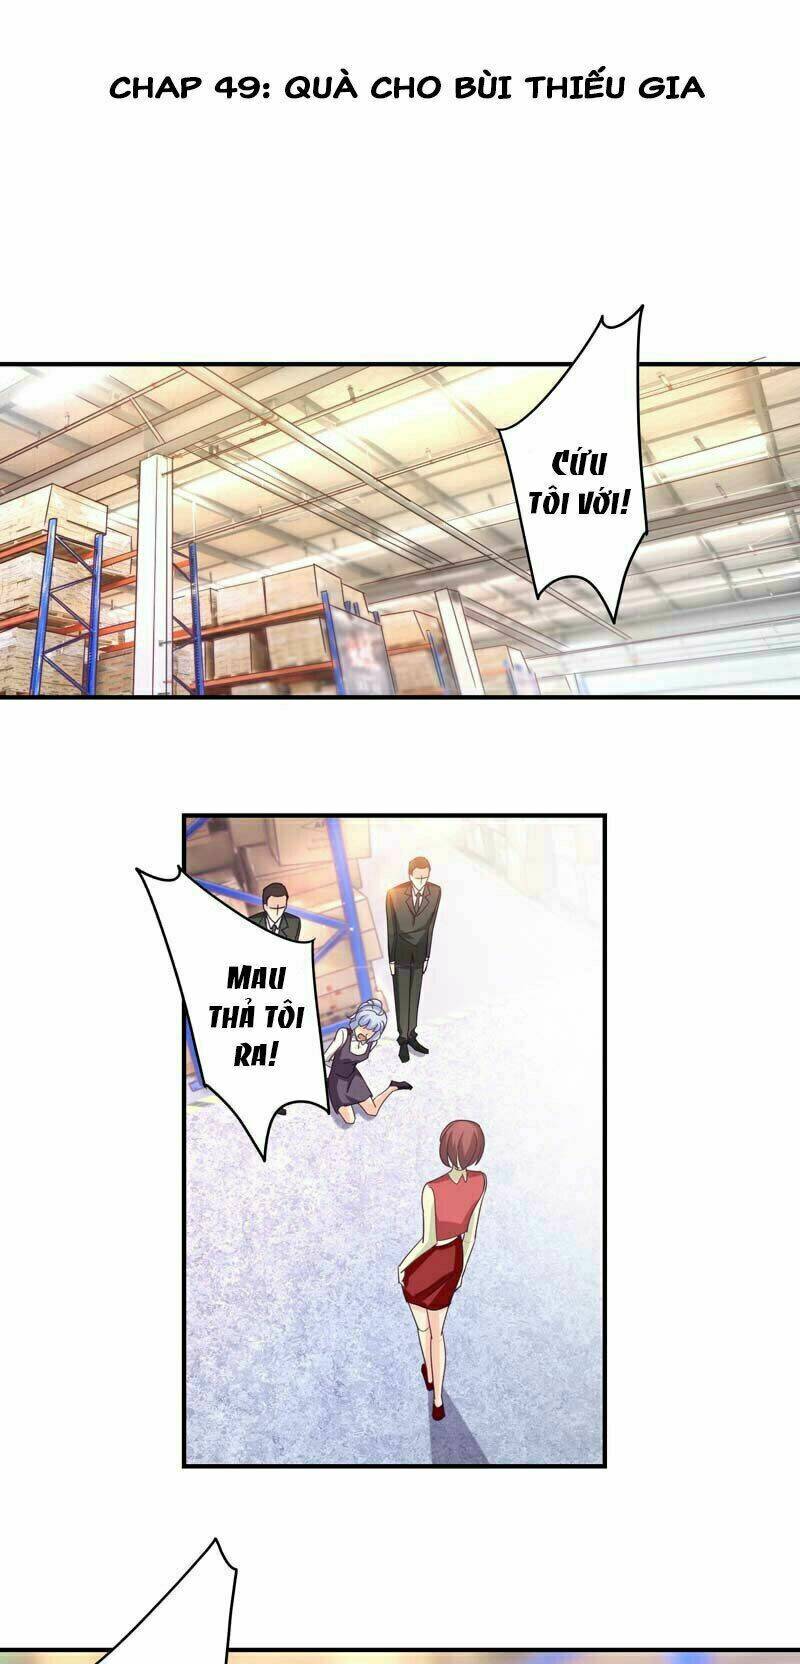 CHAP 49: QUÀ CHO BÙI THIẾU GIA
CỨU
TÔI VỚI!
MAU
THẢ TÔI
RA!